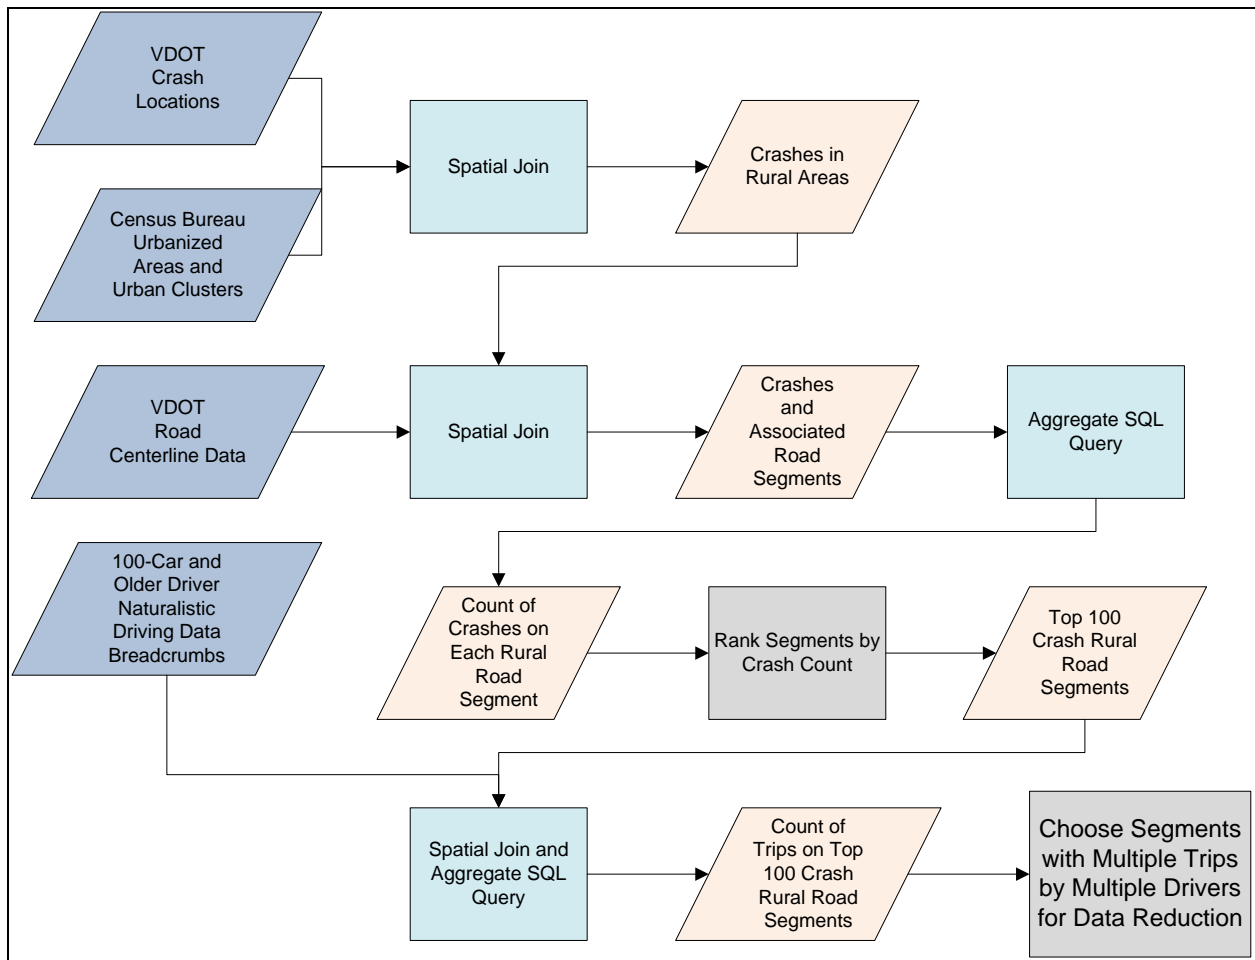 VDOT
Crash
Locations
Spatial Join
Crashes in
Rural Areas
Census Bureau
Urbanized
Areas and
Urban Clusters
VDOT
Road
Centerline Data
Spatial Join
Crashes
and
Associated
Road
Segments
Aggregate SQL
Query
100-Car and
Older Driver
Naturalistic
Driving Data
Breadcrumbs
Count of
Crashes on
Each Rural
Road
Segment
Rank Segments by
Crash Count
Top 100
Crash Rural
Road
Segments
Spatial Join and
Aggregate SQL
Query
Count of
Trips on Top
100 Crash
Rural Road
Segments
Choose Segments
with Multiple Trips
by Multiple Drivers
for Data Reduction